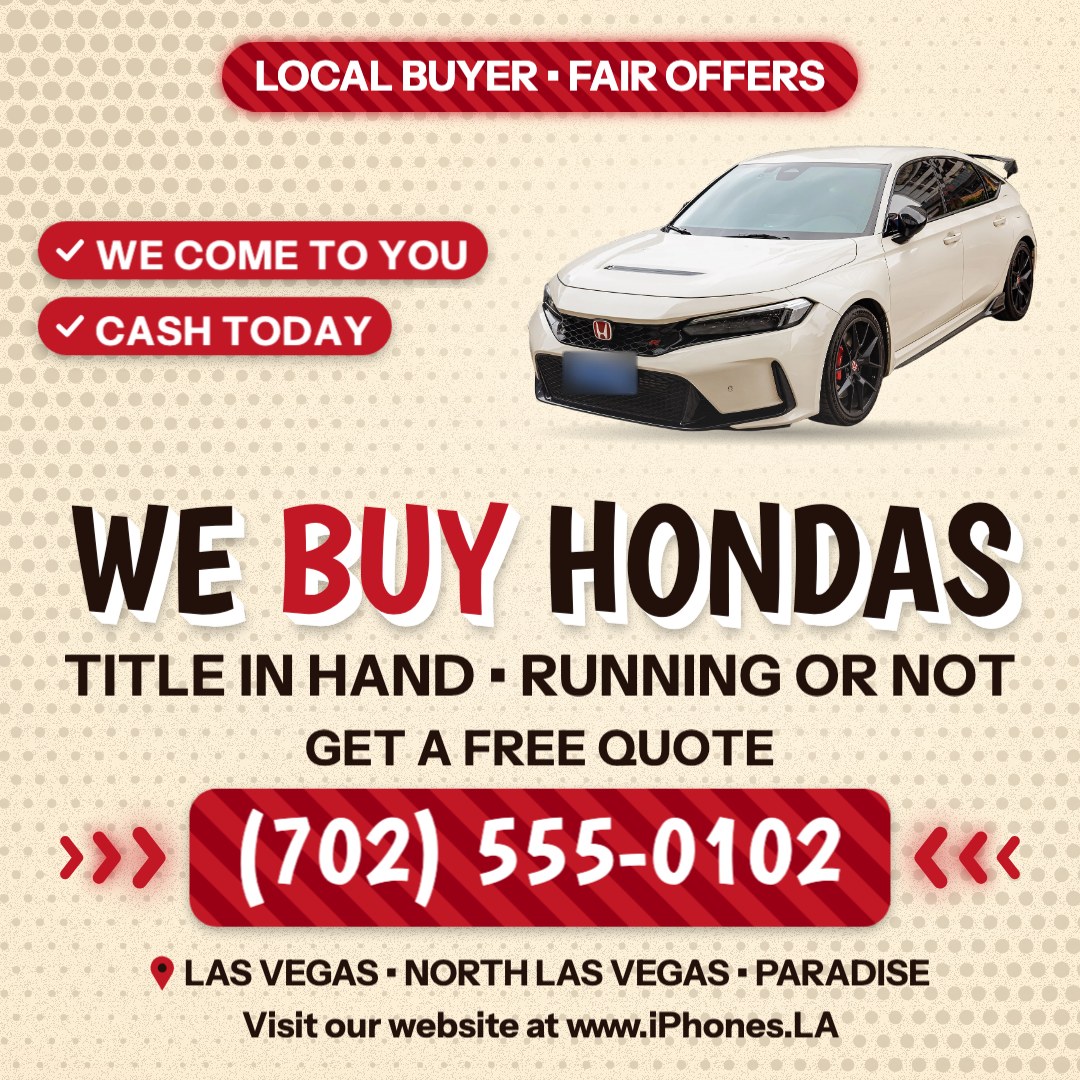 LOCAL BUYER ▪ FAIR OFFERS
WE COME TO YOU
CASH TODAY
WE BUY HONDAS
TITLE IN HAND ▪ RUNNING OR NOT
GET A FREE QUOTE
(702) 555-0102
LAS VEGAS ▪ NORTH LAS VEGAS ▪ PARADISE
Visit our website at www.iPhones.LA